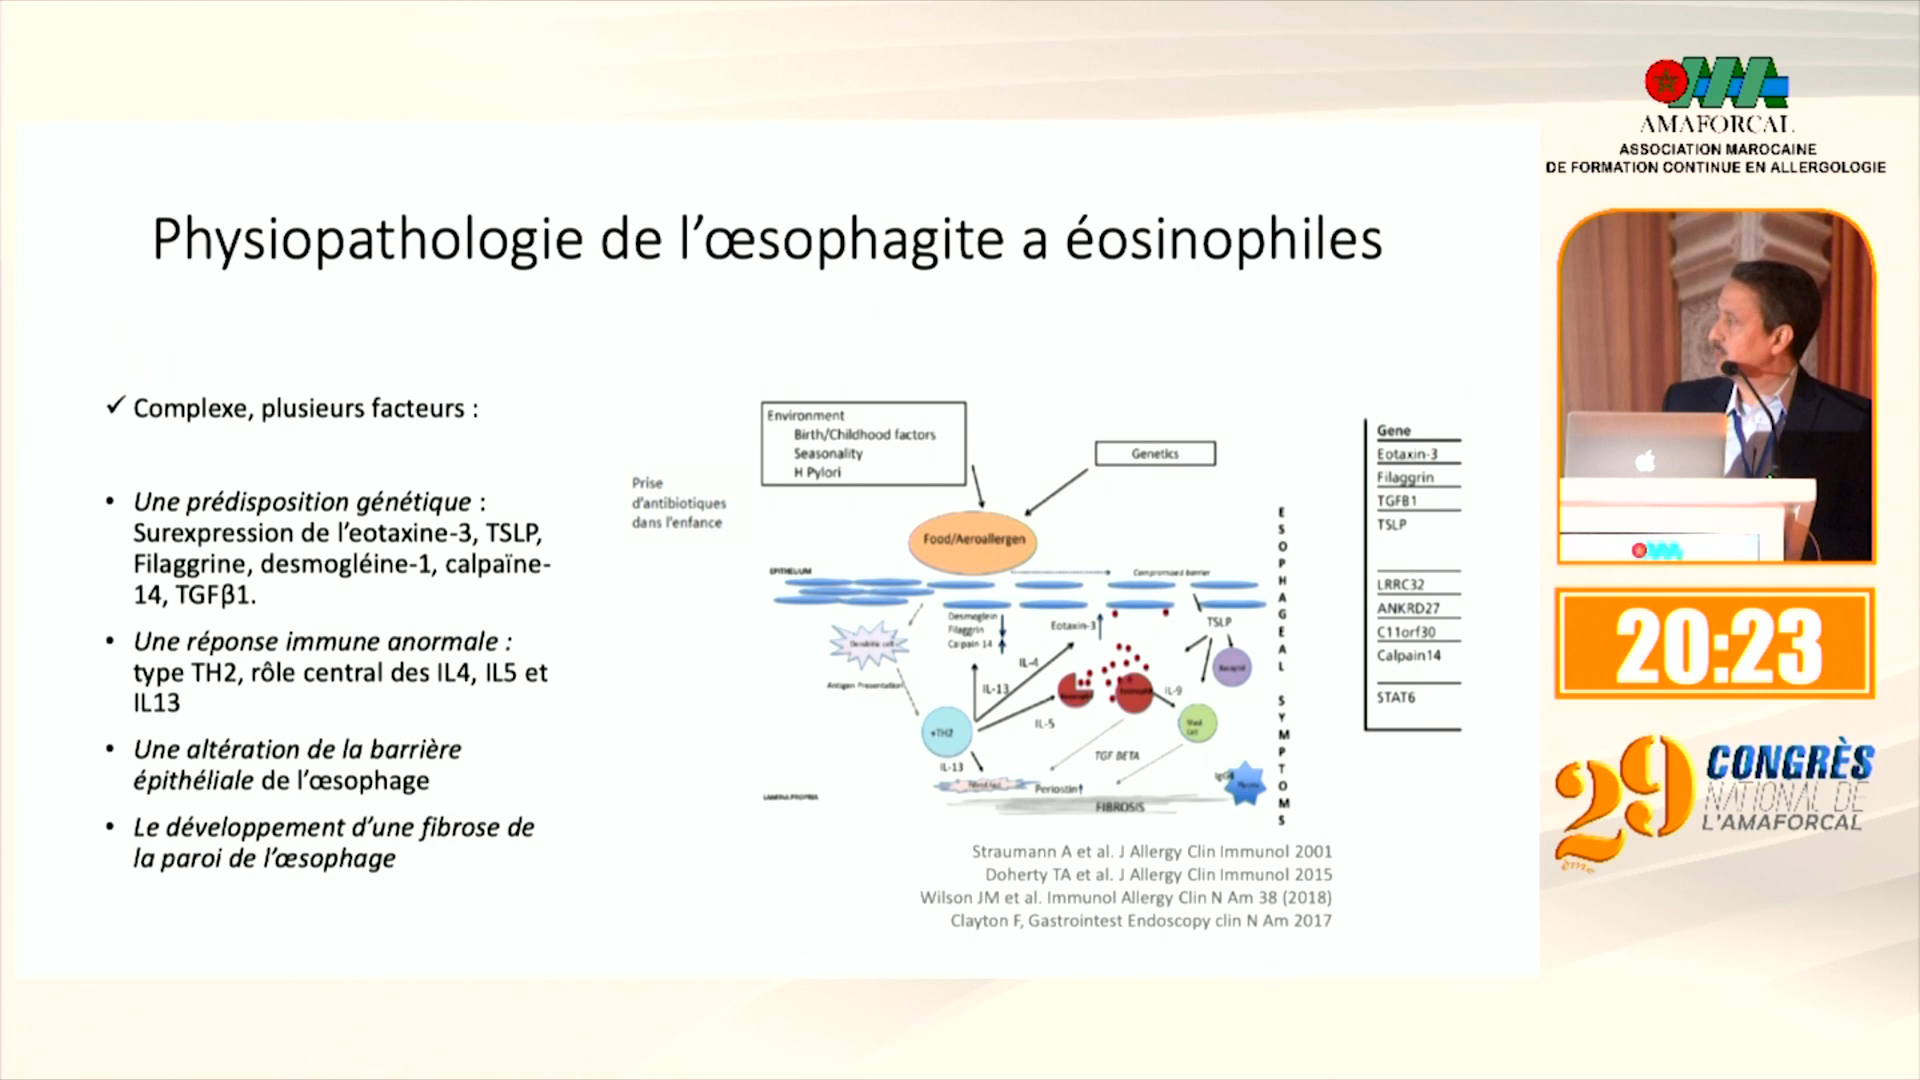 AMAFORCAL
ASSOCIATION MAROCAINE
DE FORMATION CONTINUE EN ALLERGOLOGIE
Physiopathologie de l’œsophagite a éosinophiles
✓ Complexe, plusieurs facteurs :
• Une prédisposition génétique :
Surexpression de l’eotaxine-3, TSLP,
Filaggrine, desmogléine-1, calpaïne-
14, TGFβ1.
• Une réponse immune anormale :
type TH2, rôle central des IL4, IL5 et
IL13
• Une altération de la barrière
épithéliale de l’œsophage
• Le développement d’une fibrose de
la paroi de l’œsophage
Prise
d’antibiotiques
dans l’enfance
Environment
Birth/Childhood factors
Seasonality
H Pylori
Genetics
Food/Aeroallergen
EPITHELIUM
Compromised barrier
Desmoglein
Filaggrin
Calpain 14
Eotaxin-3
TSLP
Dendritic cell
Antigen Presentation
IL-4
IL-13
IL-5
IL-9
Basophil
+TH2
Mast
Cell
IL-13
TGF BETA
Periostin
IgG4
LAMINA PROPRIA
FIBROSIS
ESOPHAGEAL SYMPTOMS
Gene
Eotaxin-3
Filaggrin
TGFB1
TSLP
LRRC32
ANKRD27
C11orf30
Calpain14
STAT6
Straumann A et al. J Allergy Clin Immunol 2001
Doherty TA et al. J Allergy Clin Immunol 2015
Wilson JM et al. Immunol Allergy Clin N Am 38 (2018)
Clayton F, Gastrointest Endoscopy clin N Am 2017
20:23
29ème
CONGRÈS
NATIONAL DE
L'AMAFORCAL